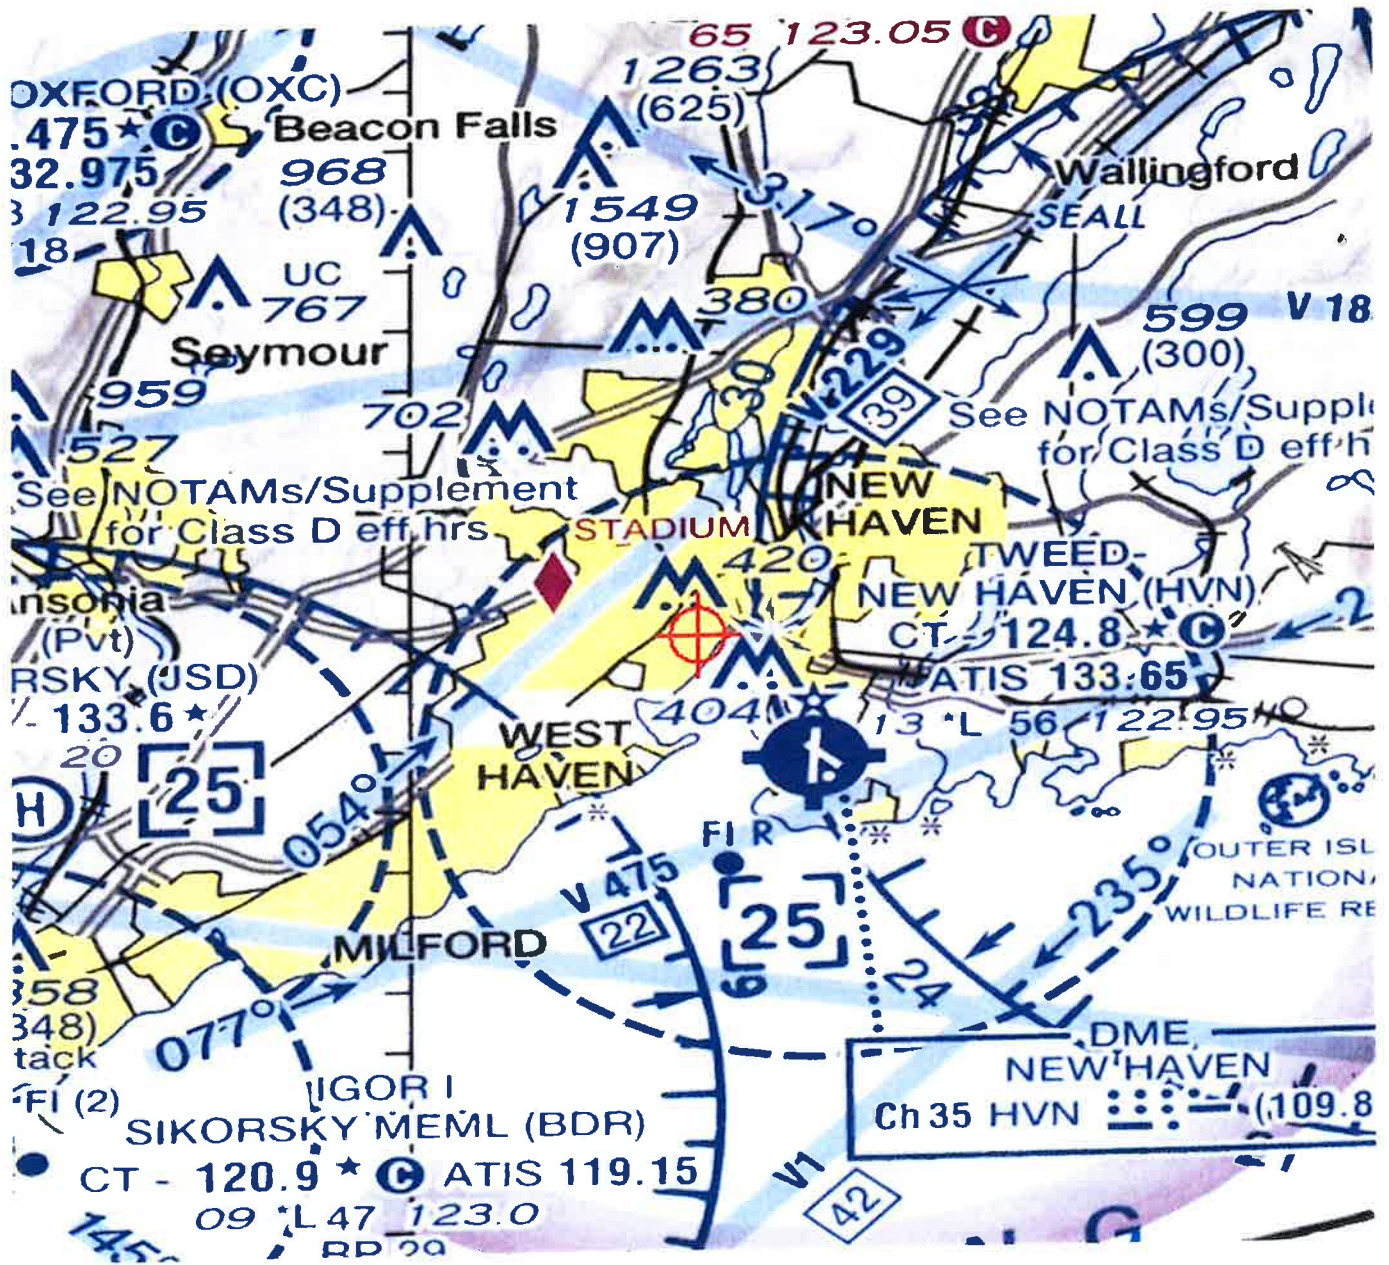 65 123.05 C
1263
(625)
OXFORD (OXC)
.475 * C
32.975
122.95
18
Beacon Falls
968
(348)
1549
(907)
317°
Wallingford
SEALL
UC
767
380
V 18
599
(300)
Seymour
959
702
527
30
V 229
39
See NOTAMs/Supple
for Class D eff h
See NOTAMs/Supplement
for Class D eff hrs
STADIUM
NEW
HAVEN
420
TWEED-
NEW HAVEN (HVN)
CT - 124.8 * C
ATIS 133.65
13 *L 56 122.95
2
Ansonia
(Pvt)
RSKY (JSD)
- 133.6 *
20
25
H
WEST
HAVEN
404
054°
Fl R
V 475
22
25
235°
OUTER ISL
NATIONA
WILDLIFE RE
MILFORD
24
077°
358
348)
tack
Fl (2)
DME
NEW HAVEN
Ch 35 HVN (109.8
IGOR I
SIKORSKY MEML (BDR)
CT - 120.9 * C ATIS 119.15
09 *L 47 123.0
V1
42
G